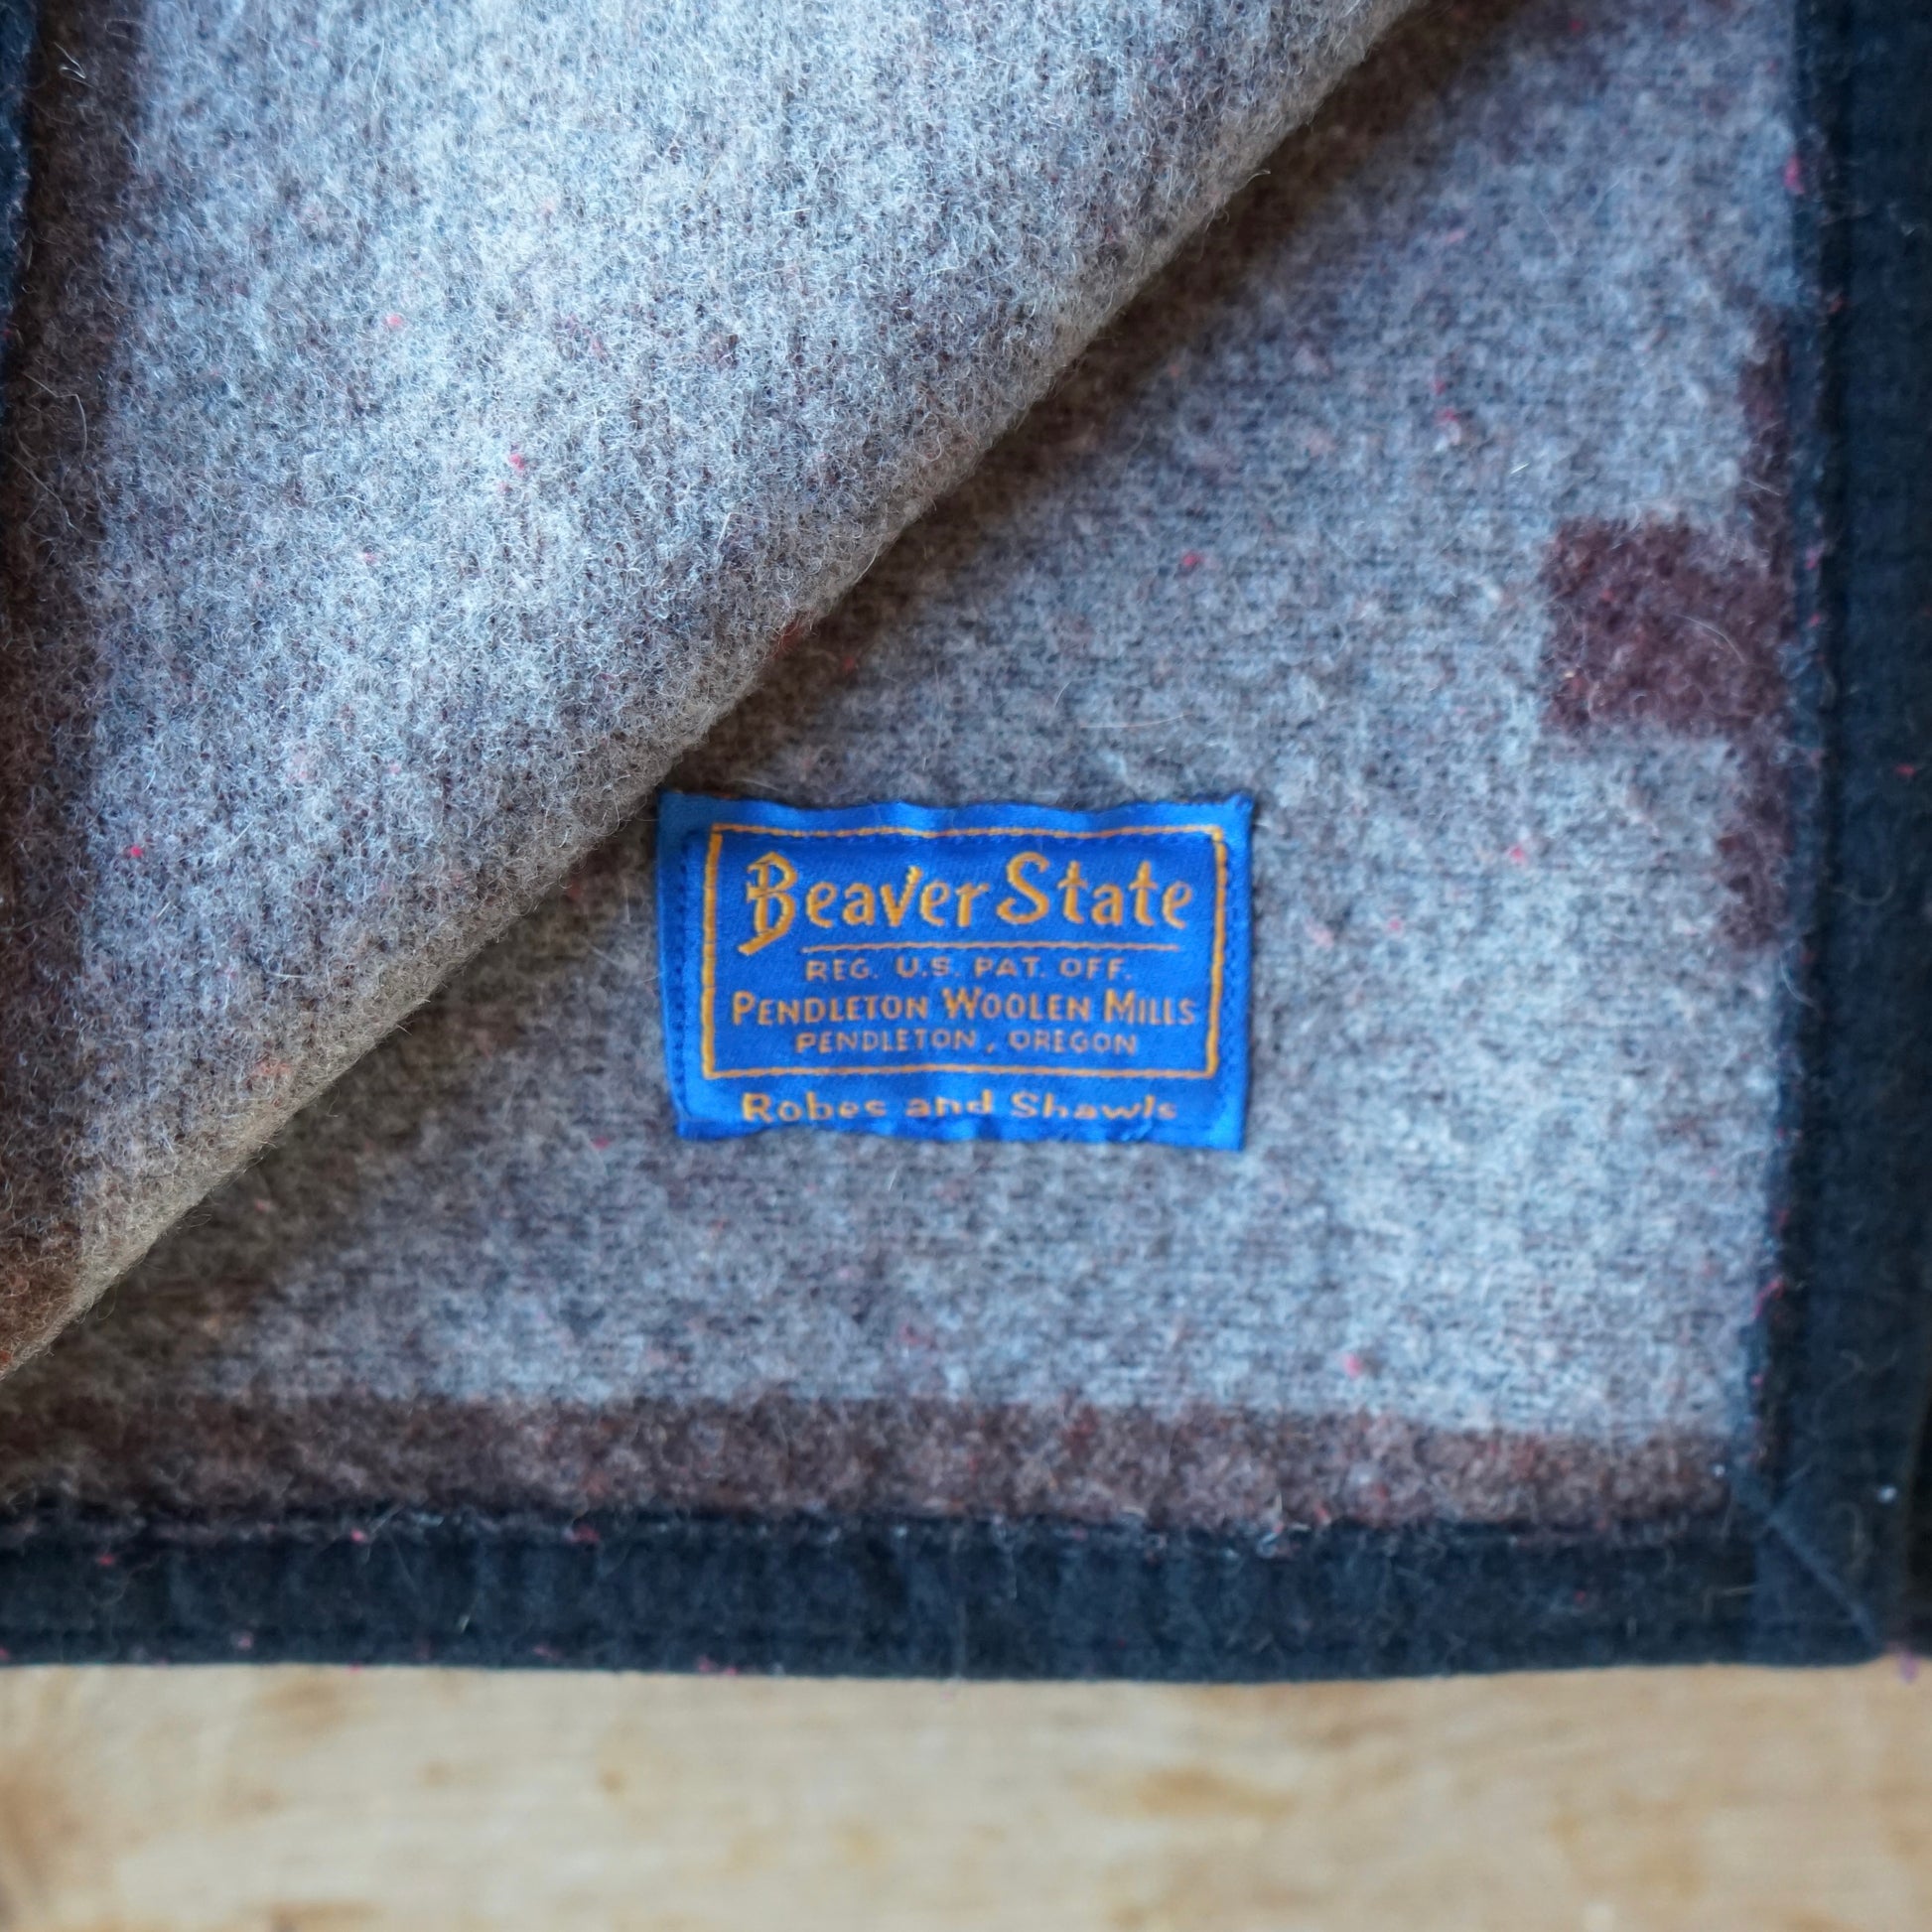 Beaver State
REG. U.S. PAT. OFF.
PENDLETON WOOLEN MILLS
PENDLETON, OREGON
Robes and Shawls